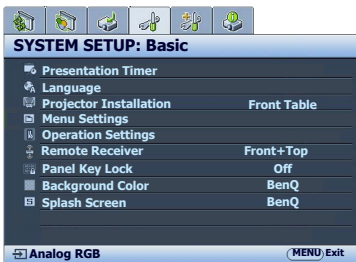 SYSTEM SETUP: Basic
Presentation Timer
Language
Projector Installation Front Table
Menu Settings
Operation Settings
Remote Receiver Front+Top
Panel Key Lock Off
Background Color BenQ
Splash Screen BenQ
Analog RGB MENU Exit